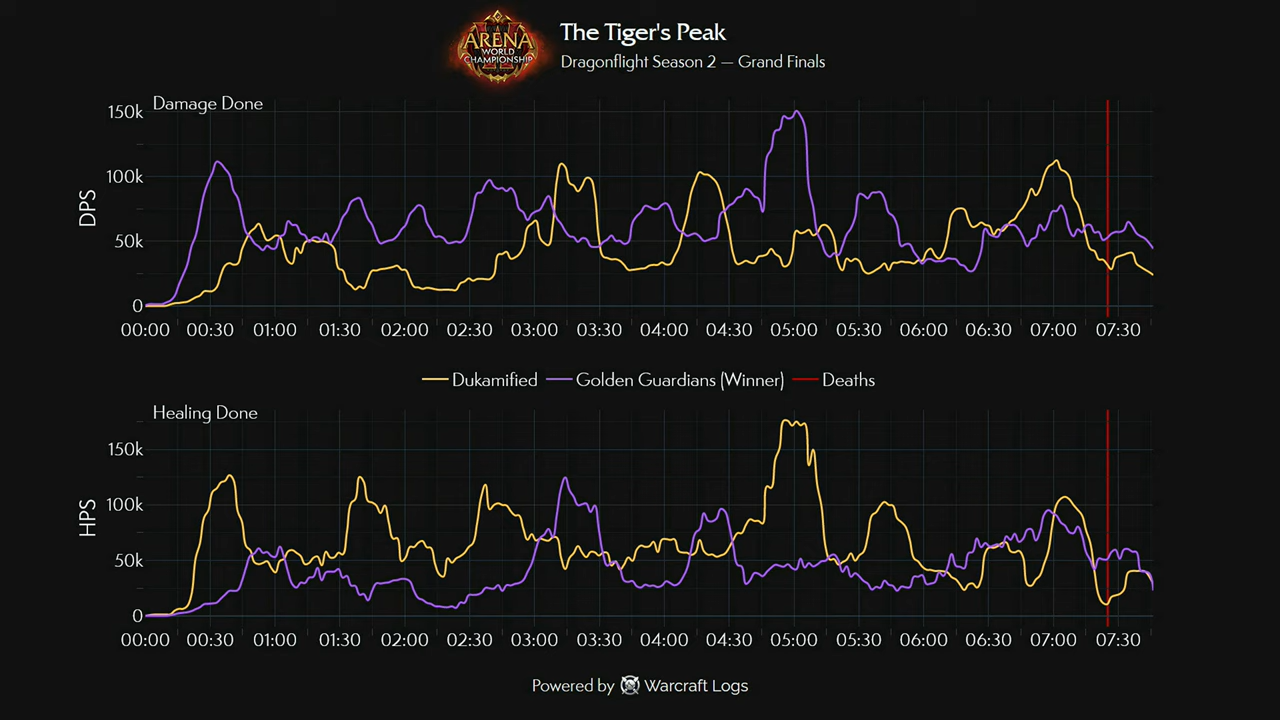 ARENA
WORLD
CHAMPIONSHIP
The Tiger's Peak
Dragonflight Season 2 — Grand Finals
Damage Done
150k
100k
50k
0
DPS
00:00 00:30 01:00 01:30 02:00 02:30 03:00 03:30 04:00 04:30 05:00 05:30 06:00 06:30 07:00 07:30
Dukamified Golden Guardians (Winner) Deaths
Healing Done
150k
100k
50k
0
HPS
00:00 00:30 01:00 01:30 02:00 02:30 03:00 03:30 04:00 04:30 05:00 05:30 06:00 06:30 07:00 07:30
Powered by Warcraft Logs